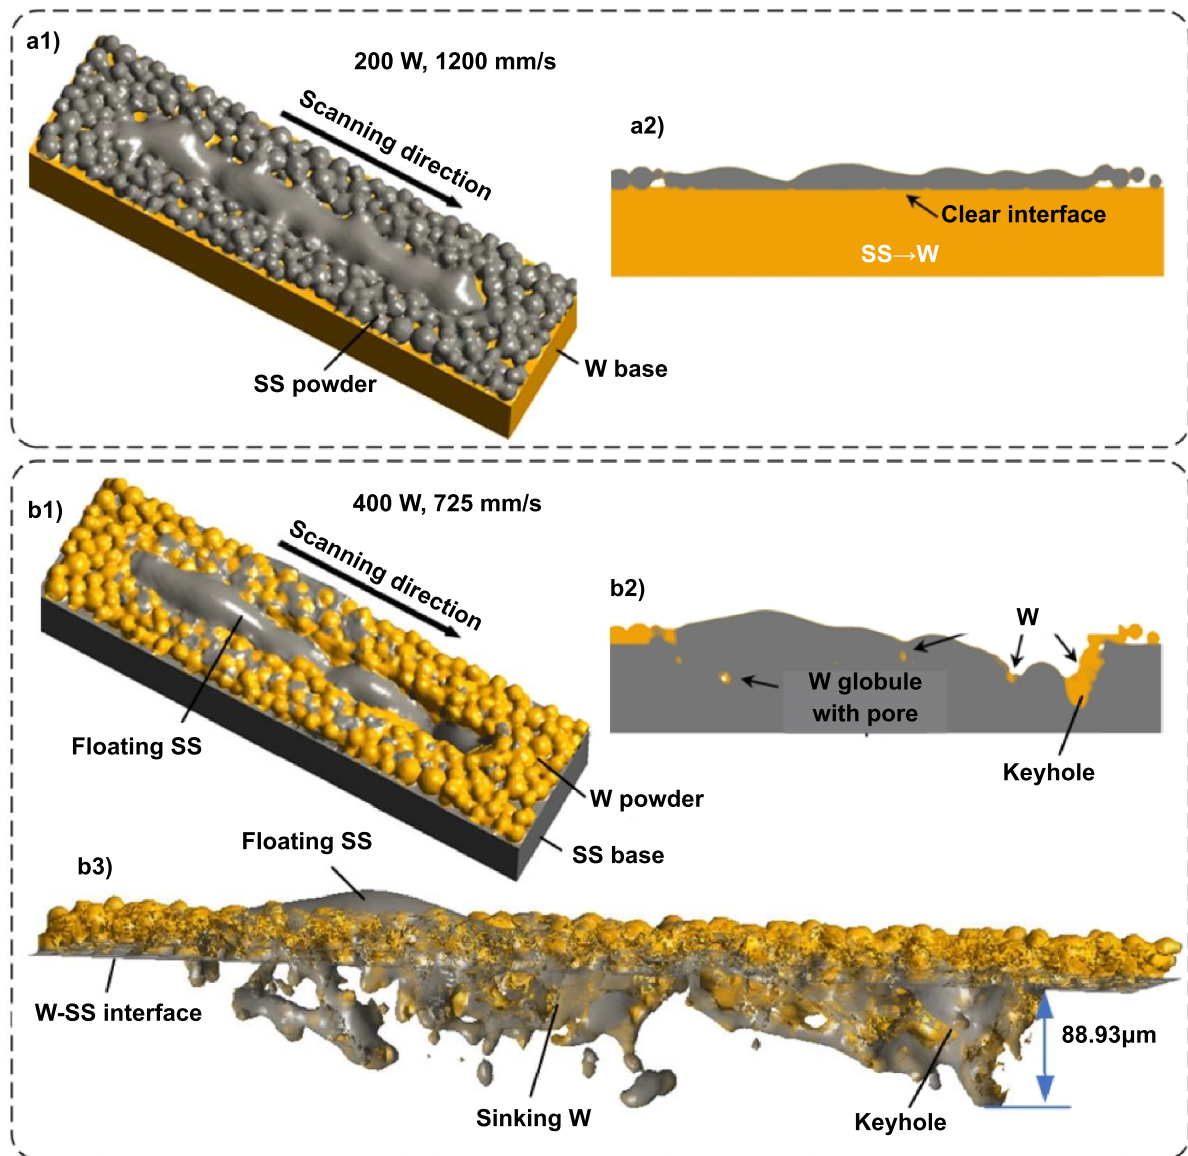 a1)
200 W, 1200 mm/s
Scanning direction
SS powder
W base
a2)
Clear interface
SS→W
b1)
400 W, 725 mm/s
Scanning direction
Floating SS
W powder
SS base
b2)
W
W globule
with pore
Keyhole
b3)
Floating SS
W-SS interface
Sinking W
Keyhole
88.93μm